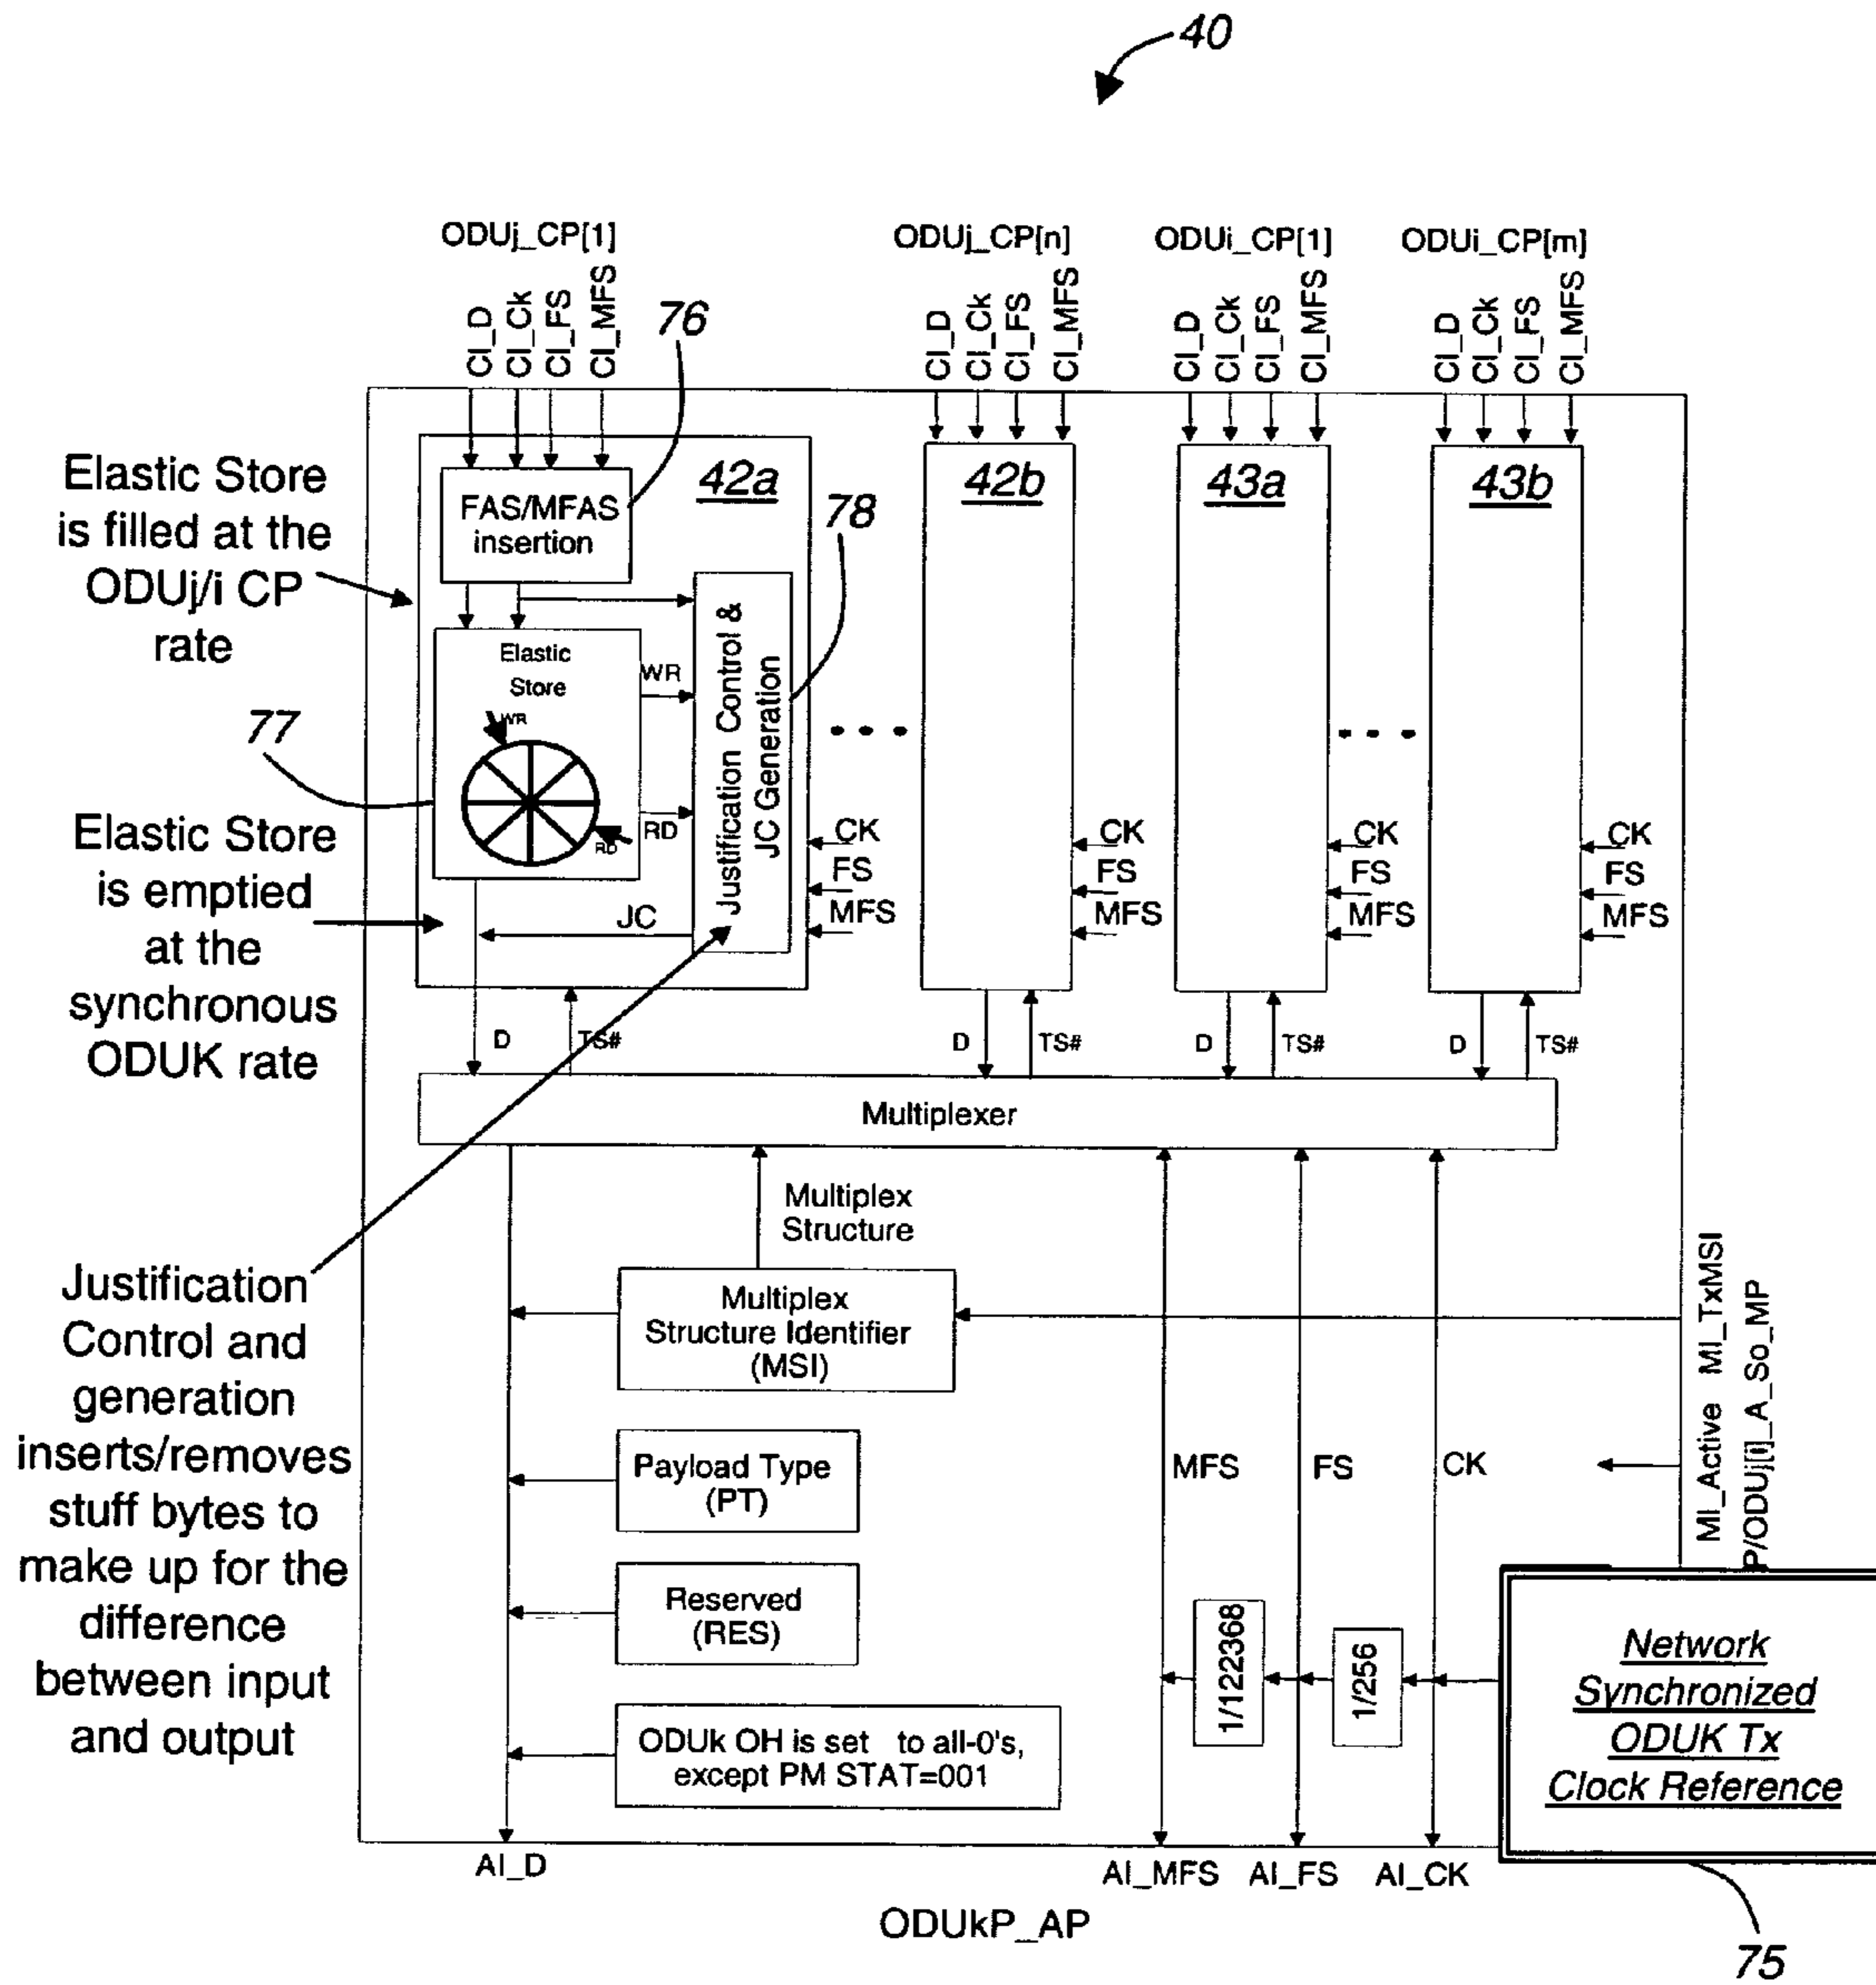 40
ODUj_CP[1]
ODUj_CP[n]
ODUi_CP[1]
ODUi_CP[m]
CI_D
CI_Ck
CI_FS
CI_MFS
CI_D
CI_Ck
CI_FS
CI_MFS
CI_D
CI_Ck
CI_FS
CI_MFS
CI_D
CI_Ck
CI_FS
CI_MFS
76
Elastic Store
is filled at the
ODUj/i CP
rate
FAS/MFAS
insertion
42a
78
42b
43a
43b
Elastic
Store
WR
WR
RD
RD
Justification Control &
JC Generation
77
Elastic Store
is emptied
at the
synchronous
ODUK rate
JC
CK
FS
MFS
CK
FS
MFS
CK
FS
MFS
CK
FS
MFS
D
TS#
D
TS#
D
TS#
D
TS#
Multiplexer
Multiplex
Structure
Justification
Control and
generation
inserts/removes
stuff bytes to
make up for the
difference
between input
and output
Multiplex
Structure Identifier
(MSI)
MI_Active MI_TxMSI
P/ODUj[i]_A_So_MP
Payload Type
(PT)
MFS
FS
CK
Reserved
(RES)
1/122368
1/256
Network
Synchronized
ODUK Tx
Clock Reference
ODUk OH is set to all-0's,
except PM STAT=001
AI_D
AI_MFS
AI_FS
AI_CK
ODUkP_AP
75